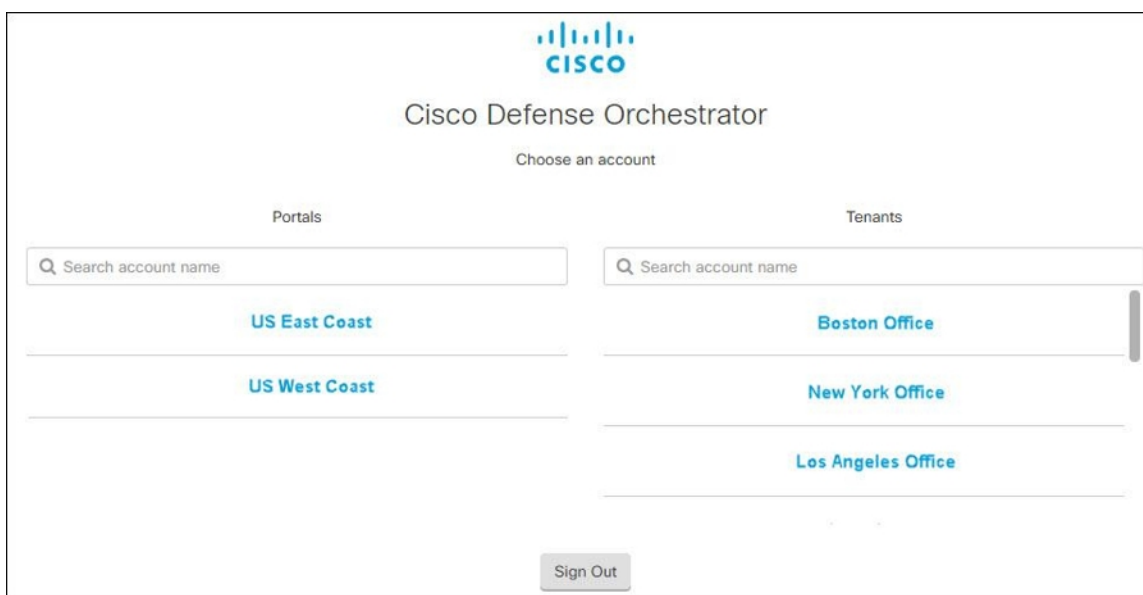 CISCO
Cisco Defense Orchestrator
Choose an account
Portals
Tenants
Search account name
Search account name
US East Coast
Boston Office
US West Coast
New York Office
Los Angeles Office
Sign Out